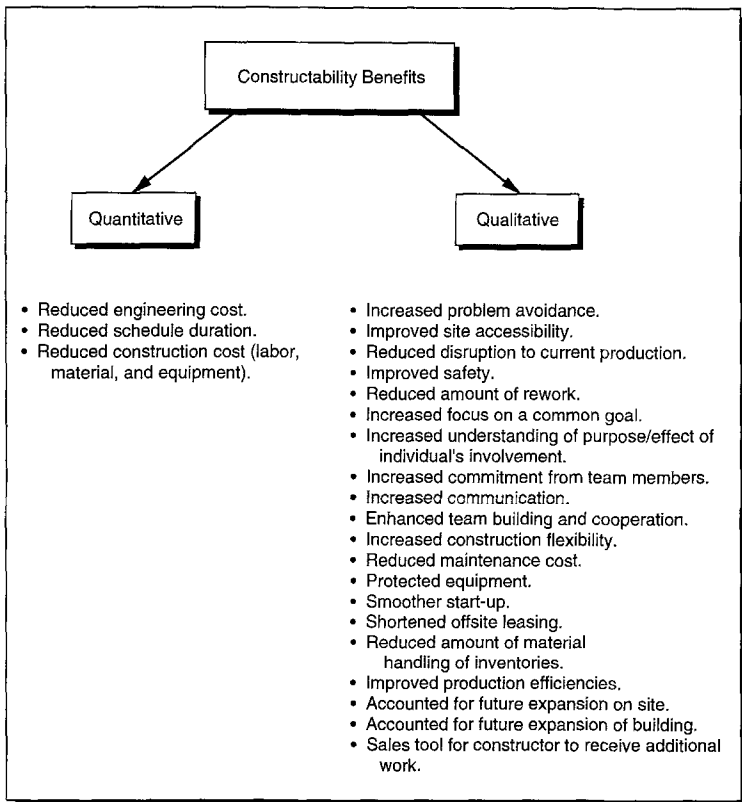 Constructability Benefits
Quantitative
Qualitative
• Reduced engineering cost.
• Reduced schedule duration.
• Reduced construction cost (labor,
material, and equipment).
• Increased problem avoidance.
• Improved site accessibility.
• Reduced disruption to current production.
• Improved safety.
• Reduced amount of rework.
• Increased focus on a common goal.
• Increased understanding of purpose/effect of
individual's involvement.
• Increased commitment from team members.
• Increased communication.
• Enhanced team building and cooperation.
• Increased construction flexibility.
• Reduced maintenance cost.
• Protected equipment.
• Smoother start-up.
• Shortened offsite leasing.
• Reduced amount of material
handling of inventories.
• Improved production efficiencies.
• Accounted for future expansion on site.
• Accounted for future expansion of building.
• Sales tool for constructor to receive additional
work.